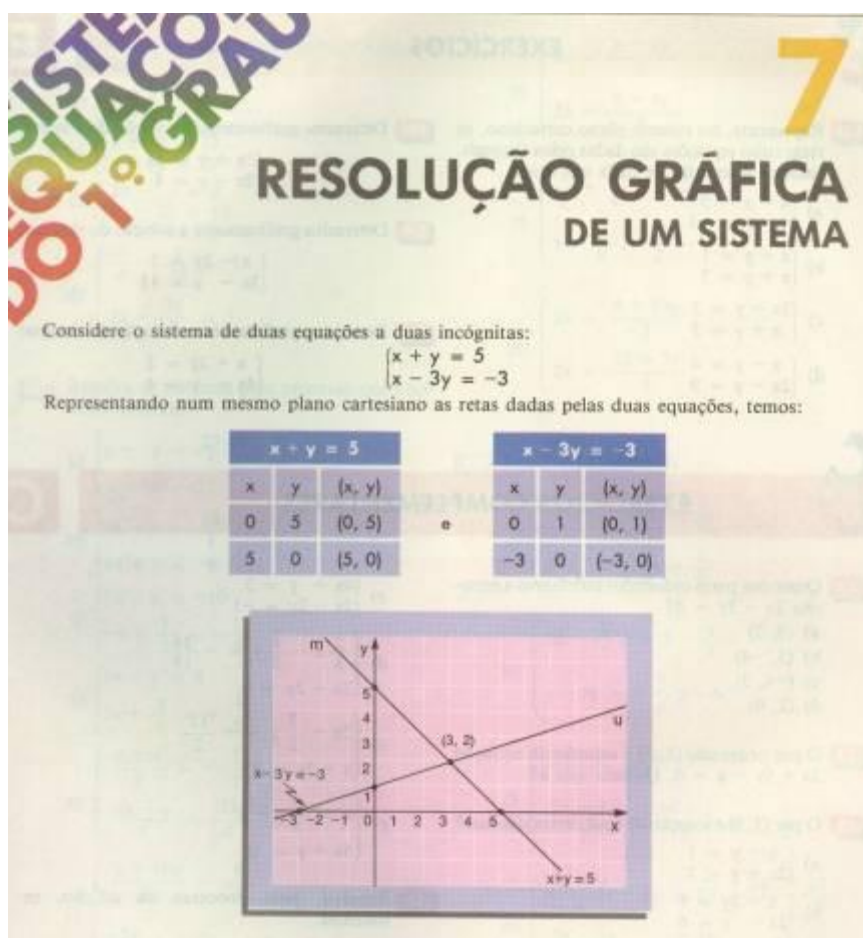 SISTEM
EQUAÇÕ
DO 1º GRAU
7
RESOLUÇÃO GRÁFICA
DE UM SISTEMA
Considere o sistema de duas equações a duas incógnitas:
x + y = 5
x - 3y = -3
Representando num mesmo plano cartesiano as retas dadas pelas duas equações, temos:
x + y = 5
x y (x, y)
0 5 (0, 5)
5 0 (5, 0)
e
x - 3y = -3
x y (x, y)
0 1 (0, 1)
-3 0 (-3, 0)
m y
5
4
u
3 (3, 2)
2
x-3y=-3
1
-3 -2 -1 0 1 2 3 4 5 x
x+y=5